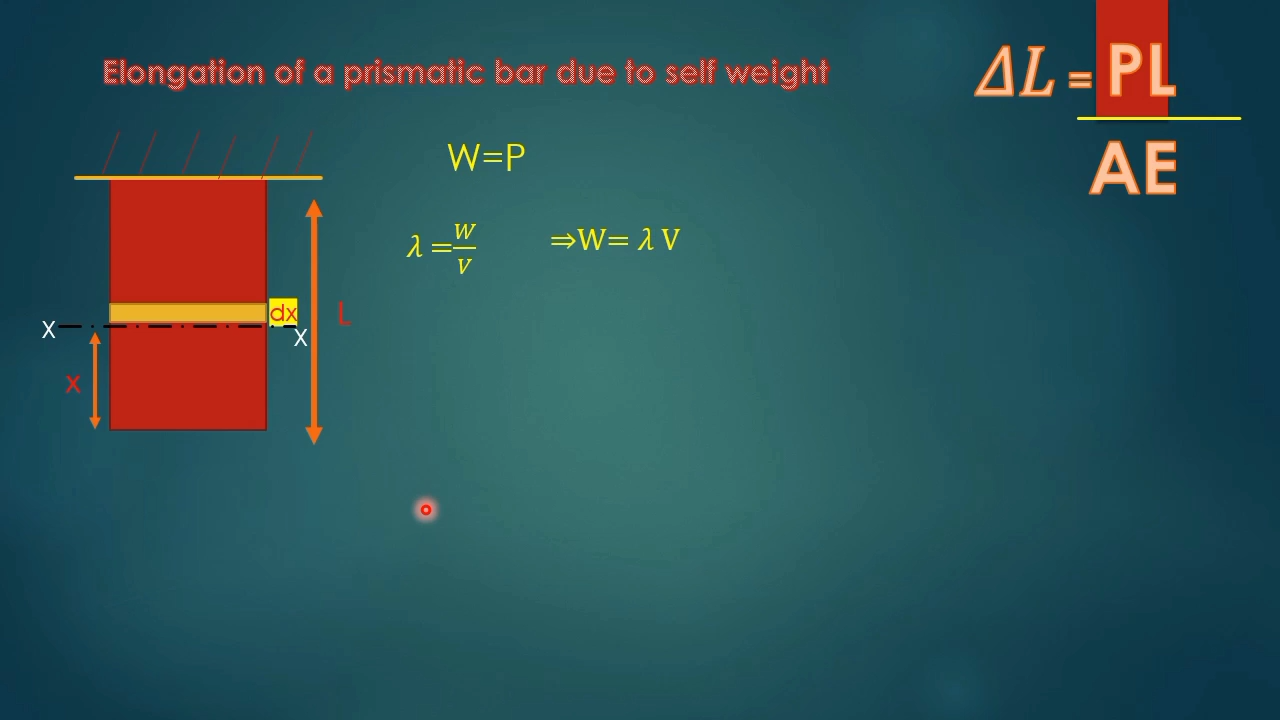 Elongation of a prismatic bar due to self weight
ΔL = PL
AE
W=P
λ = W/V ⇒W= λ V
dx
L
X
X
x